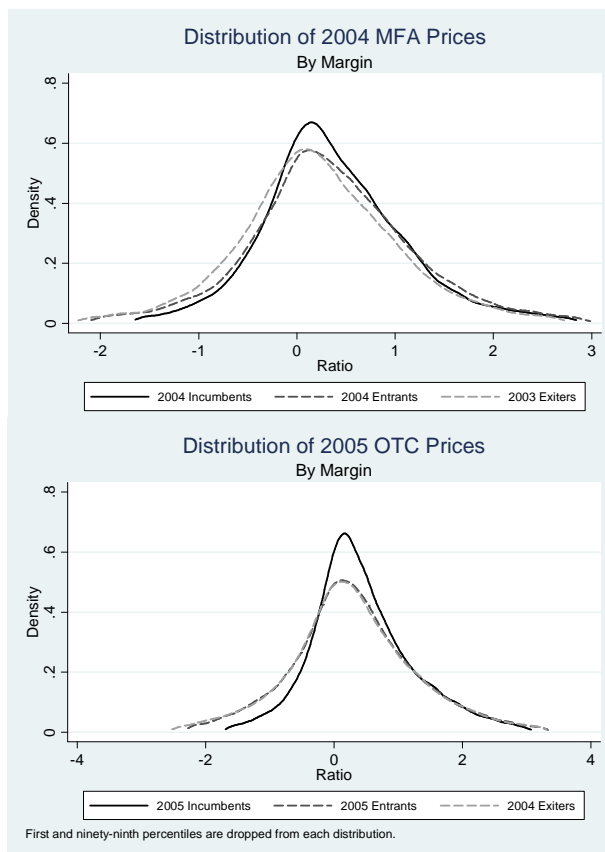 Distribution of 2004 MFA Prices
By Margin
Density
.8
.6
.4
.2
0
-2 -1 0 1 2 3
Ratio
2004 Incumbents 2004 Entrants 2003 Exiters
Distribution of 2005 OTC Prices
By Margin
Density
.8
.6
.4
.2
0
-4 -2 0 2 4
Ratio
2005 Incumbents 2005 Entrants 2004 Exiters
First and ninety-ninth percentiles are dropped from each distribution.